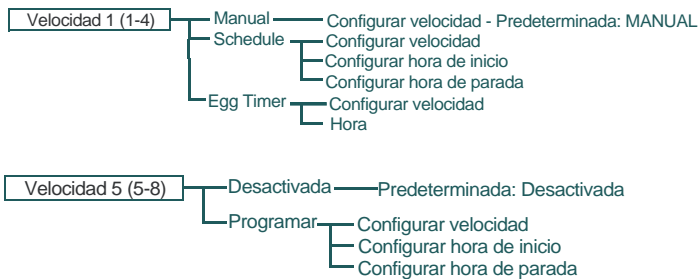 Velocidad 1 (1-4) Manual Configurar velocidad - Predeterminada: MANUAL
Schedule Configurar velocidad
Configurar hora de inicio
Configurar hora de parada
Egg Timer Configurar velocidad
Hora
Velocidad 5 (5-8) Desactivada Predeterminada: Desactivada
Programar Configurar velocidad
Configurar hora de inicio
Configurar hora de parada